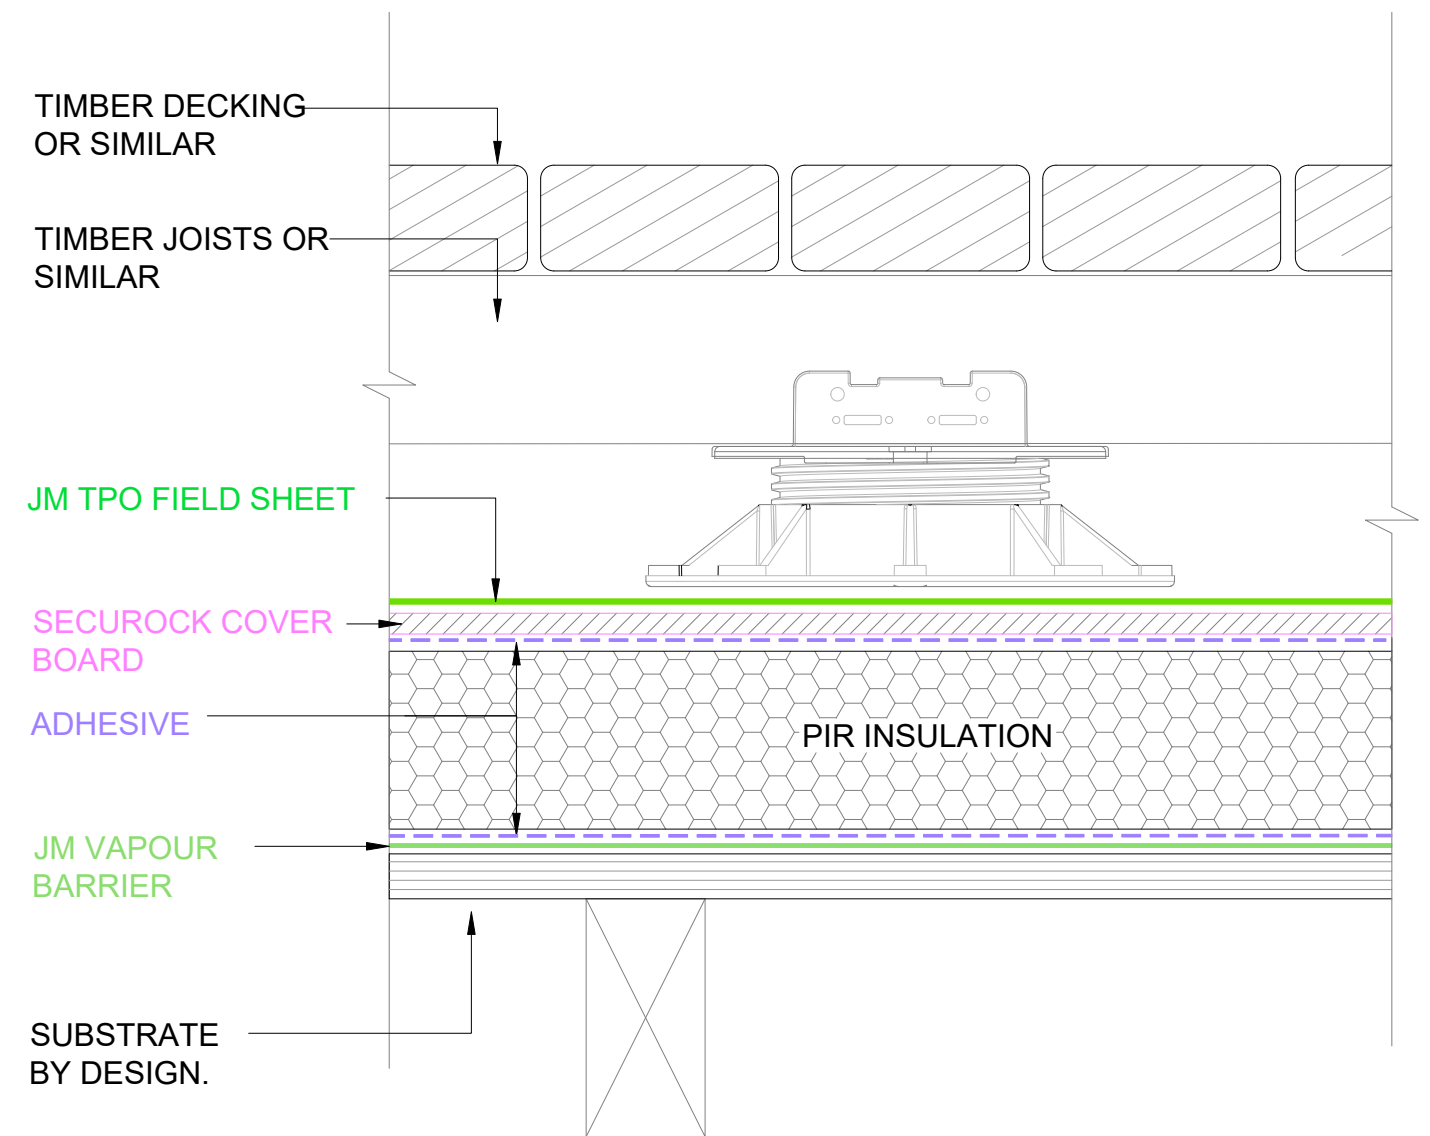 TIMBER DECKING
OR SIMILAR
TIMBER JOISTS OR
SIMILAR
JM TPO FIELD SHEET
SECUROCK COVER
BOARD
ADHESIVE
PIR INSULATION
JM VAPOUR
BARRIER
SUBSTRATE
BY DESIGN.